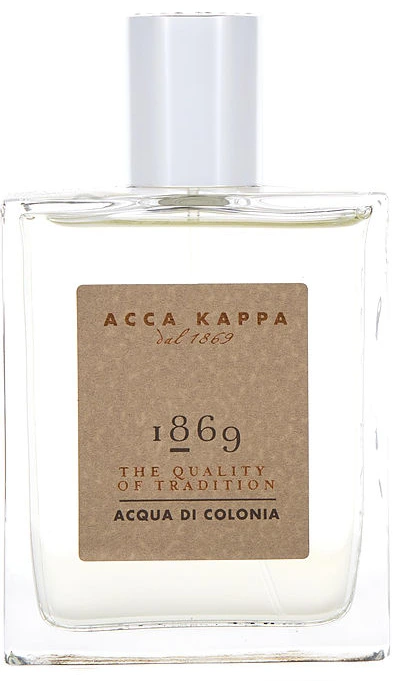 ACCA KAPPA
dal 1869
1869
THE QUALITY
OF TRADITION
ACQUA DI COLONIA